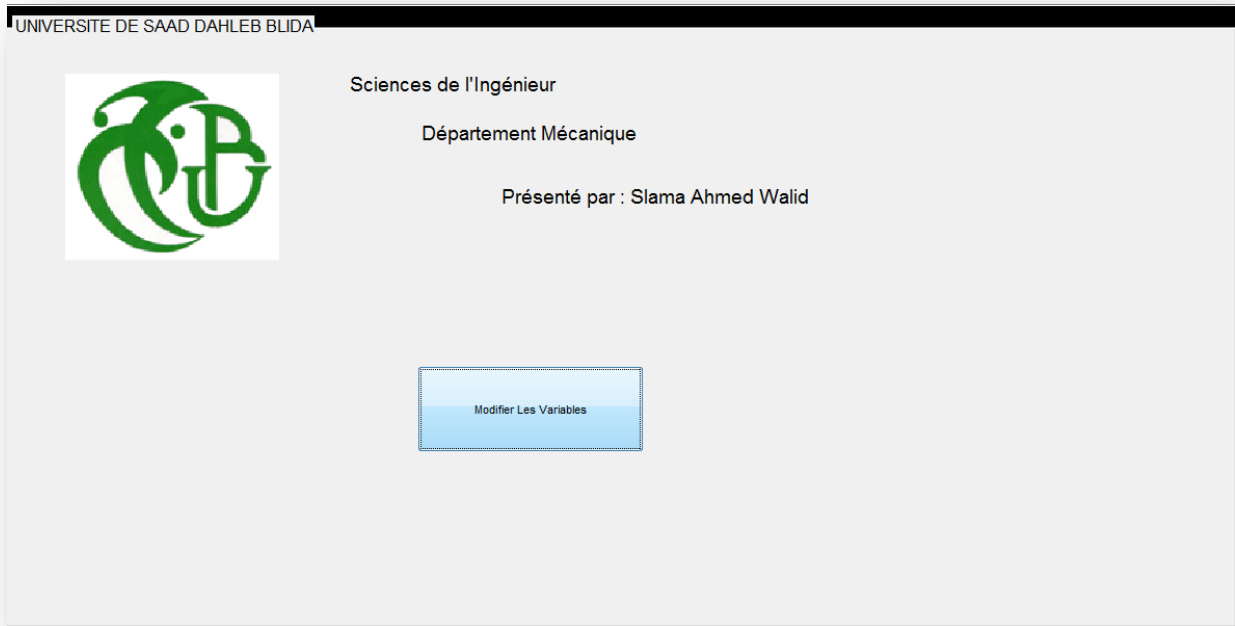 UNIVERSITE DE SAAD DAHLEB BLIDA
Sciences de l'Ingénieur
Département Mécanique
Présenté par : Slama Ahmed Walid
Modifier Les Variables